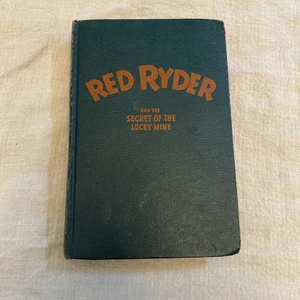 RED RYDER
AND THE
SECRET OF THE
LUCKY MINE